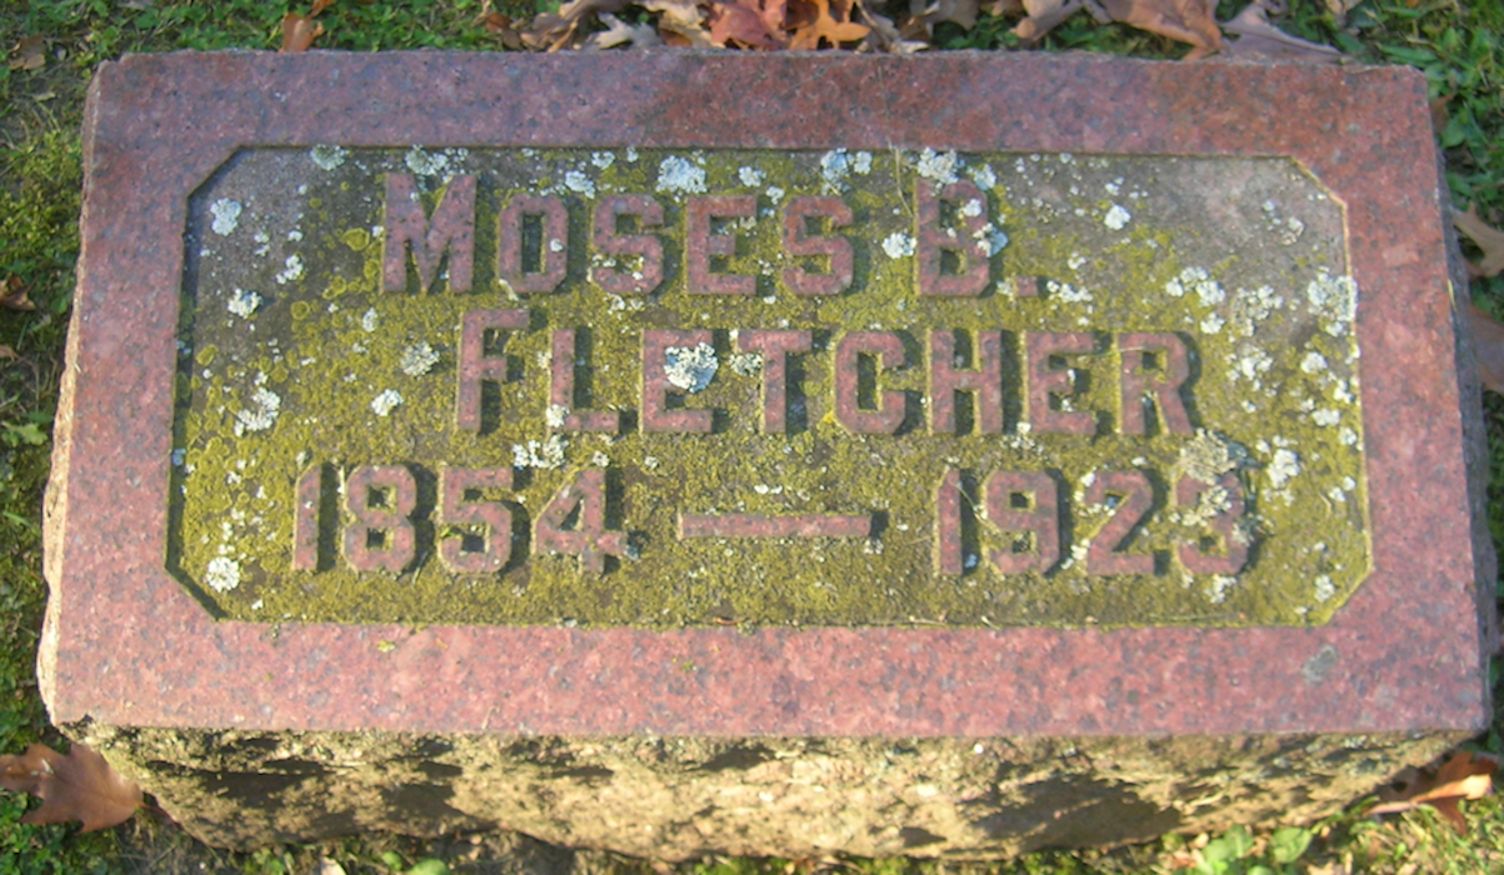 MOSES B.
FLETCHER
1854 — 1923